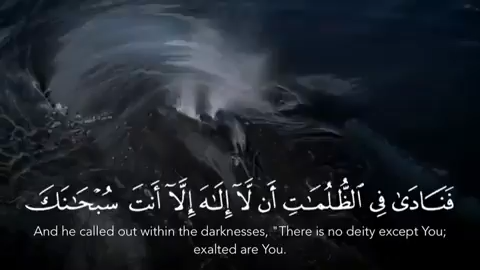 فَنَادَىٰ فِي ٱلظُّلُمَـٰتِ أَن لَّآ إِلَـٰهَ إِلَّآ أَنتَ سُبْحَـٰنَكَ
And he called out within the darknesses, "There is no deity except You;
exalted are You.